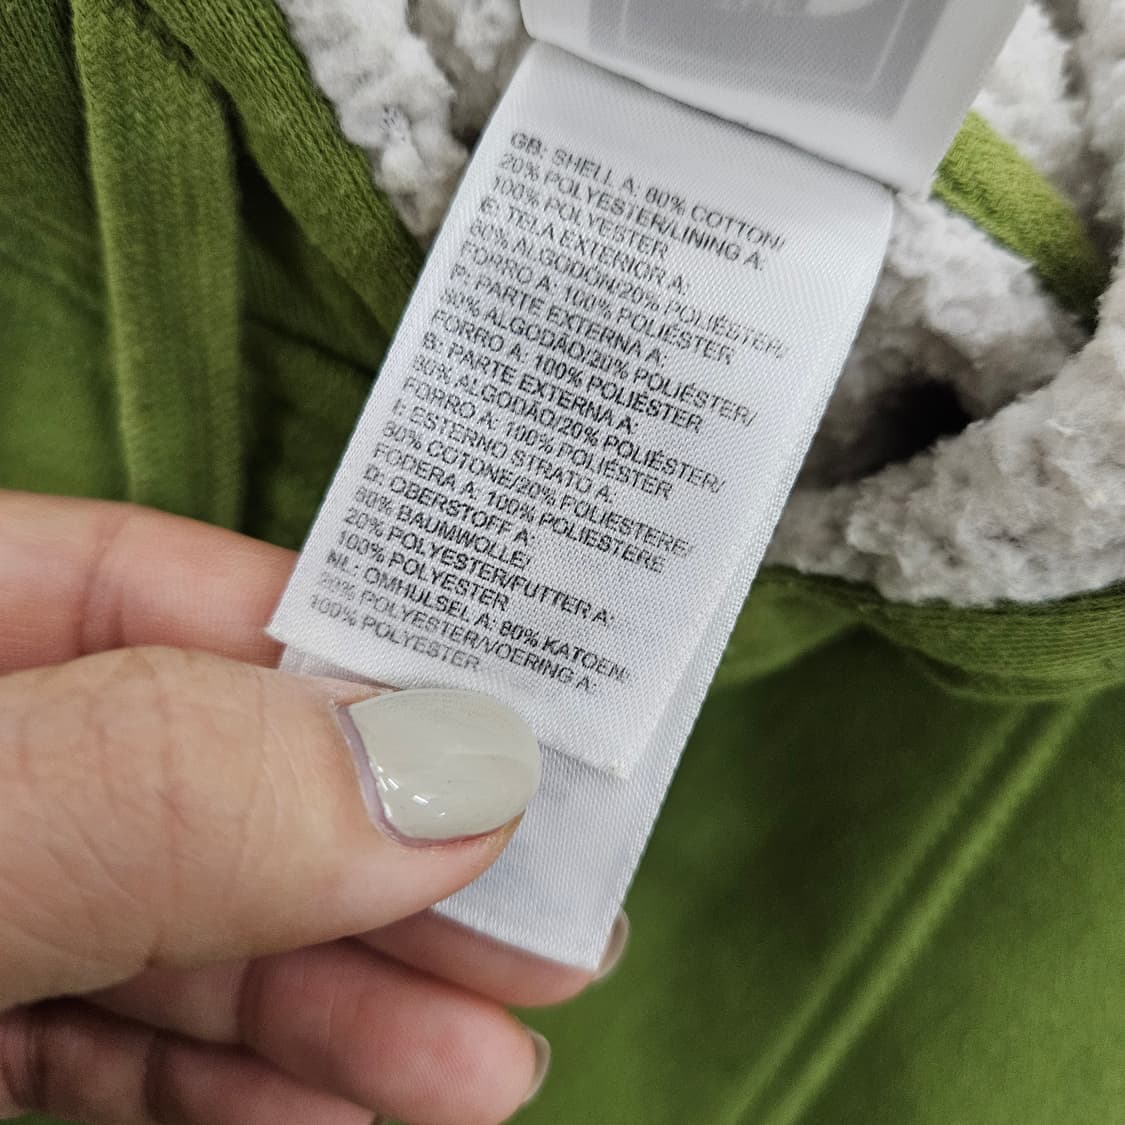 GB: SHELL A: 80% COTTON/
20% POLYESTER/LINING A:
100% POLYESTER
E: TELA EXTERIOR A:
80% ALGODÓN/20% POLIÉSTER/
FORRO A: 100% POLIÉSTER
P: PARTE EXTERNA A:
80% ALGODÃO/20% POLIÉSTER/
FORRO A: 100% POLIÉSTER
B: PARTE EXTERNA A:
80% ALGODÃO/20% POLIÉSTER/
FORRO A: 100% POLIÉSTER
I: ESTERNO STRATO A:
80% COTONE/20% POLIESTERE/
FODERA A: 100% POLIESTERE
D: OBERSTOFF A:
80% BAUMWOLLE/
20% POLYESTER/FUTTER A:
100% POLYESTER
NL: OMHULSEL A: 80% KATOEN/
20% POLYESTER/VOERING A:
100% POLYESTER